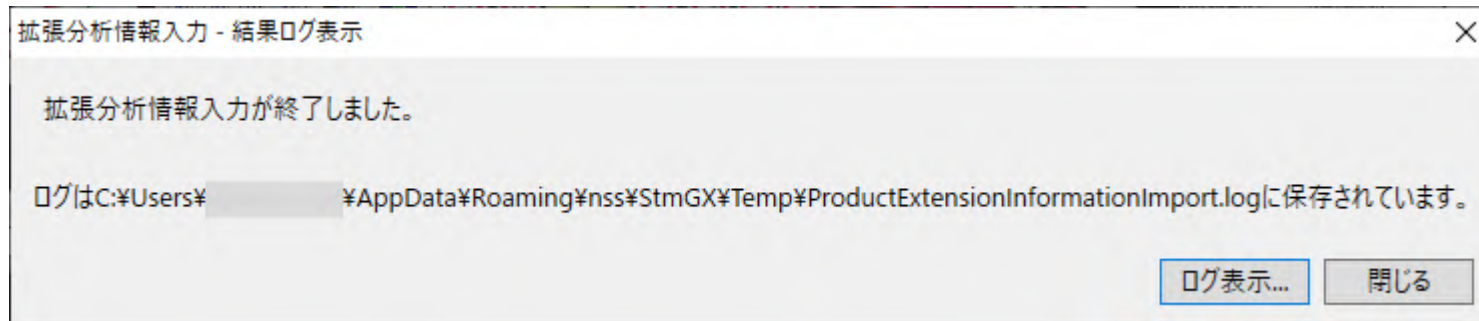 拡張分析情報入力 - 結果ログ表示
拡張分析情報入力が終了しました。
ログはC:¥Users¥ ¥AppData¥Roaming¥nss¥StmGX¥Temp¥ProductExtensionInformationImport.logに保存されています。
ログ表示... 閉じる